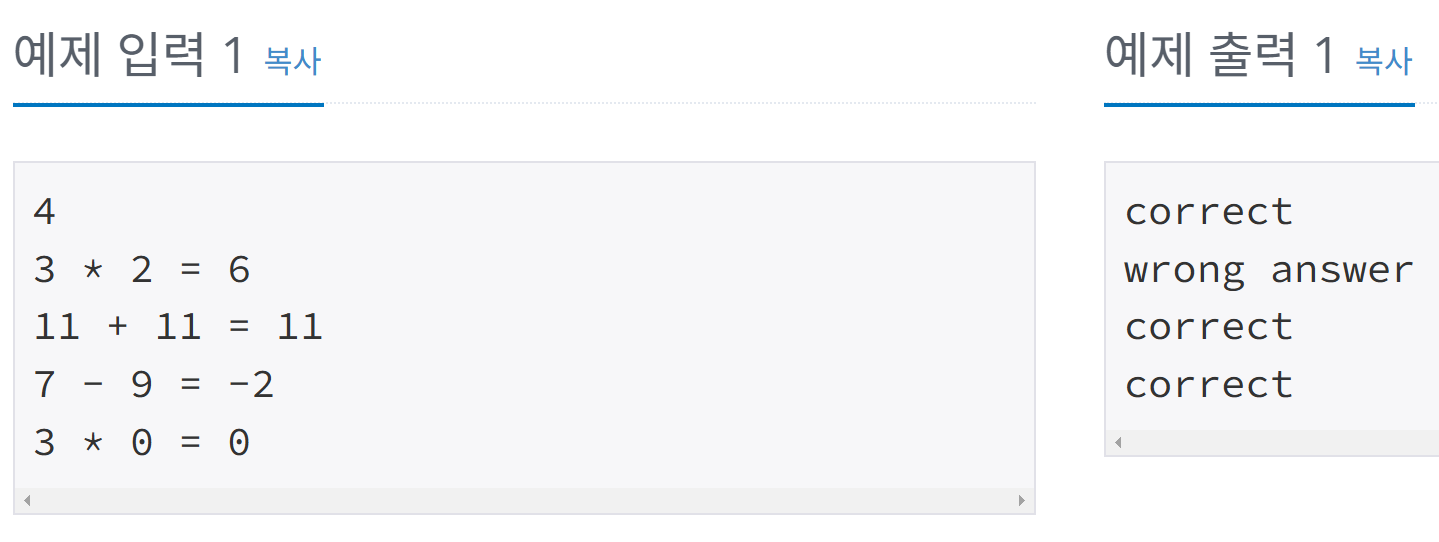 예제 입력 1 복사
4
3 * 2 = 6
11 + 11 = 11
7 - 9 = -2
3 * 0 = 0
예제 출력 1 복사
correct
wrong answer
correct
correct